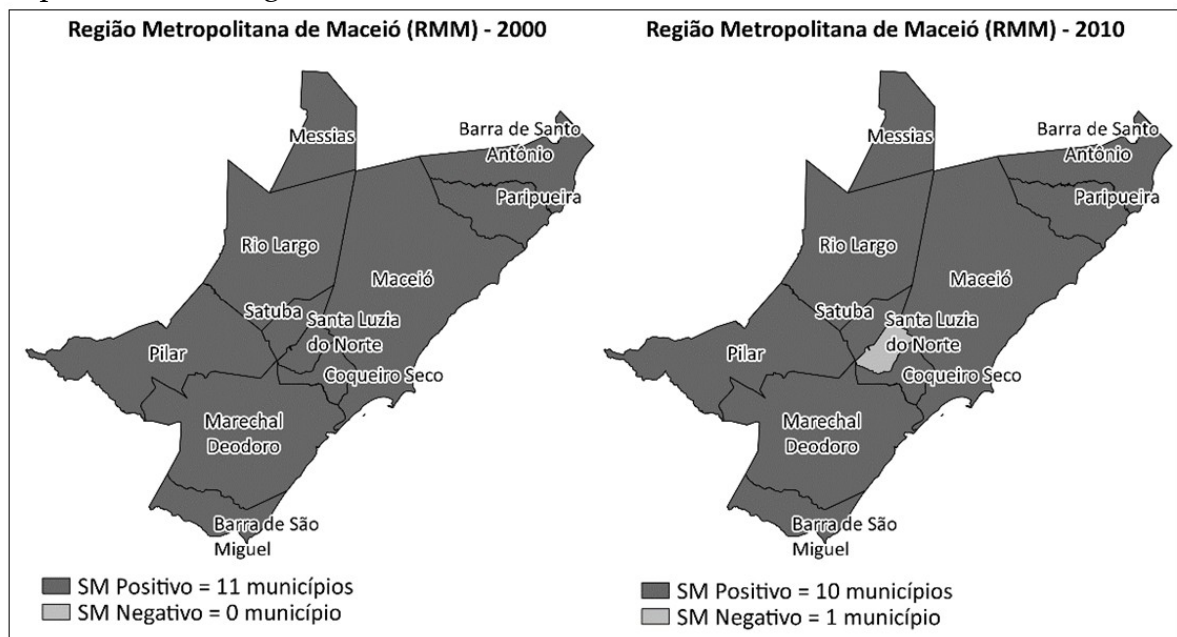 Região Metropolitana de Maceió (RMM) - 2000
Messias
Barra de Santo
Antônio
Paripueira
Rio Largo
Maceió
Satuba
Santa Luzia
do Norte
Pilar
Coqueiro Seco
Marechal
Deodoro
Barra de São
Miguel
SM Positivo = 11 municípios
SM Negativo = 0 município
Região Metropolitana de Maceió (RMM) - 2010
Messias
Barra de Santo
Antônio
Paripueira
Rio Largo
Maceió
Satuba
Santa Luzia
do Norte
Pilar
Coqueiro Seco
Marechal
Deodoro
Barra de São
Miguel
SM Positivo = 10 municípios
SM Negativo = 1 município